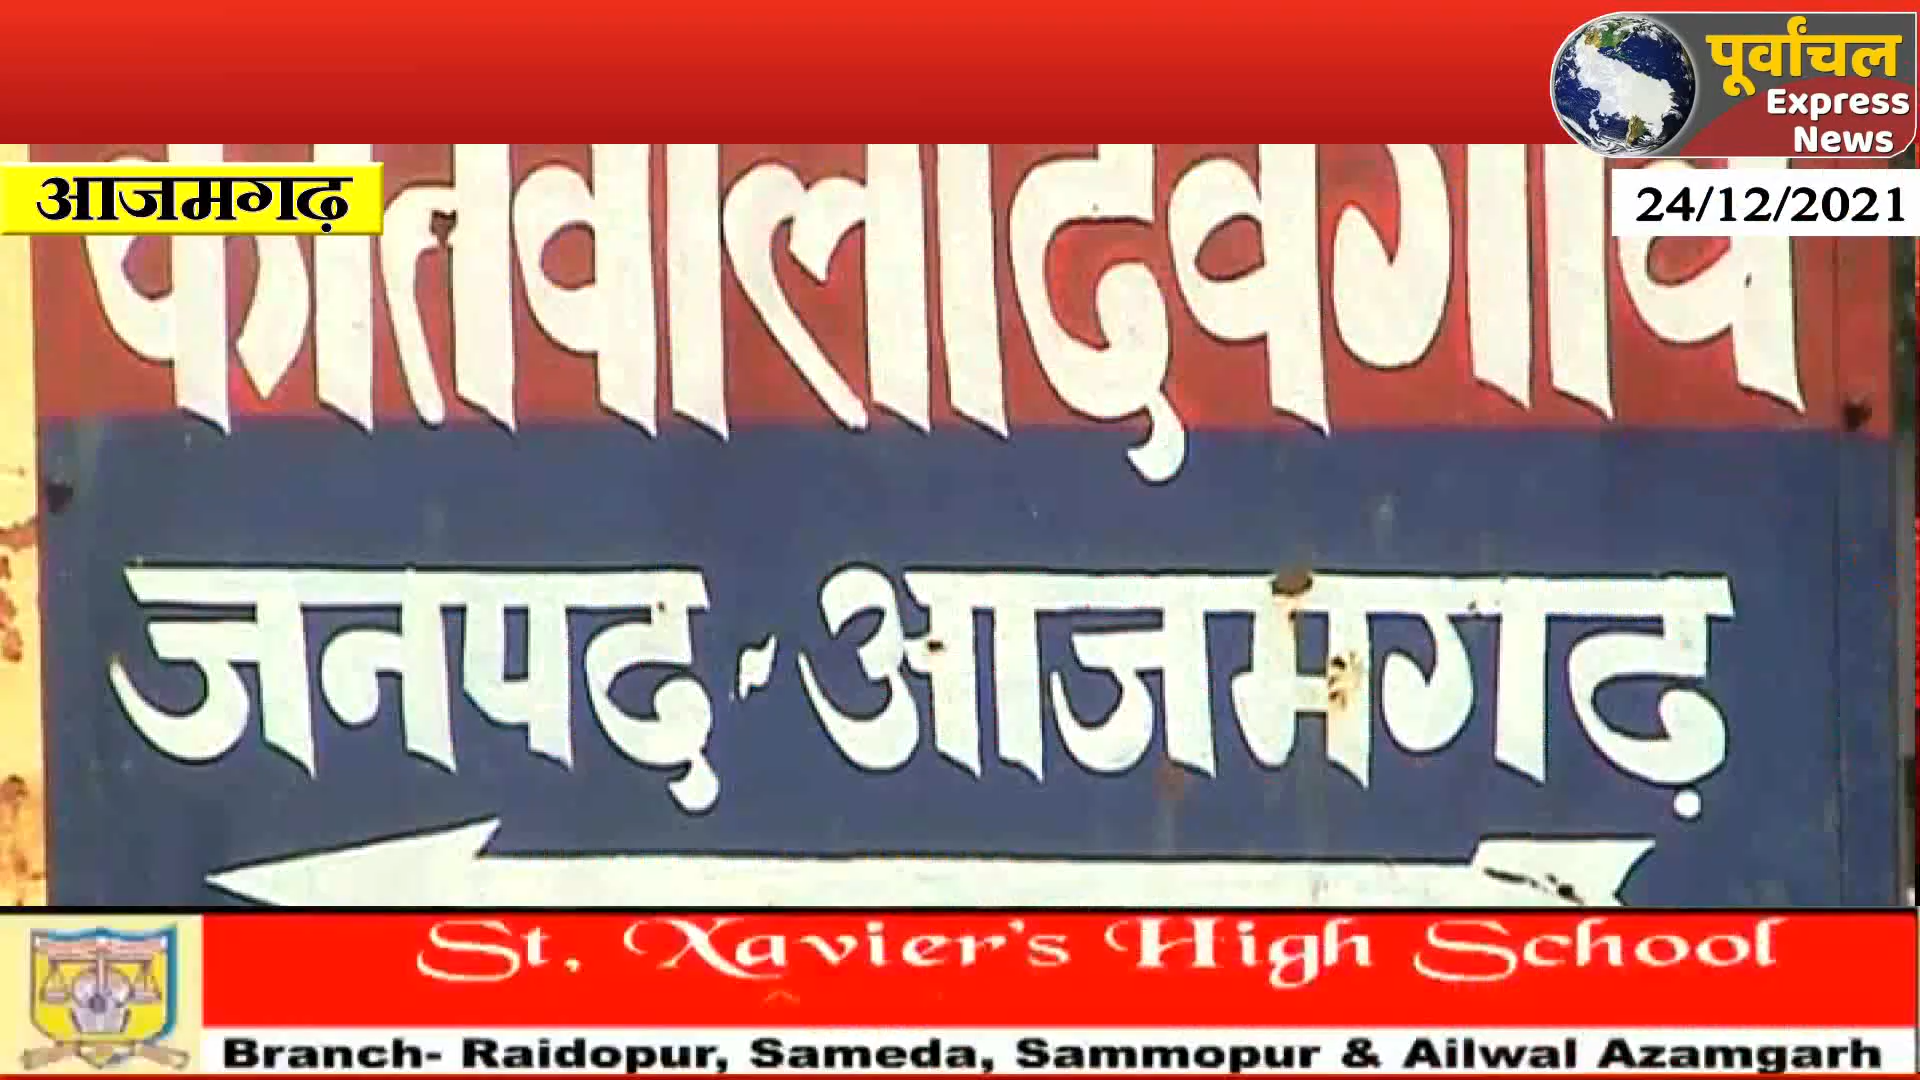 पूर्वांचल
Express
News
आजमगढ़
24/12/2021
कोतवाली देवगांव
जनपद-आजमगढ़
St. Xavier's High School
Branch- Raidopur, Sameda, Sammopur & Ailwal Azamgarh